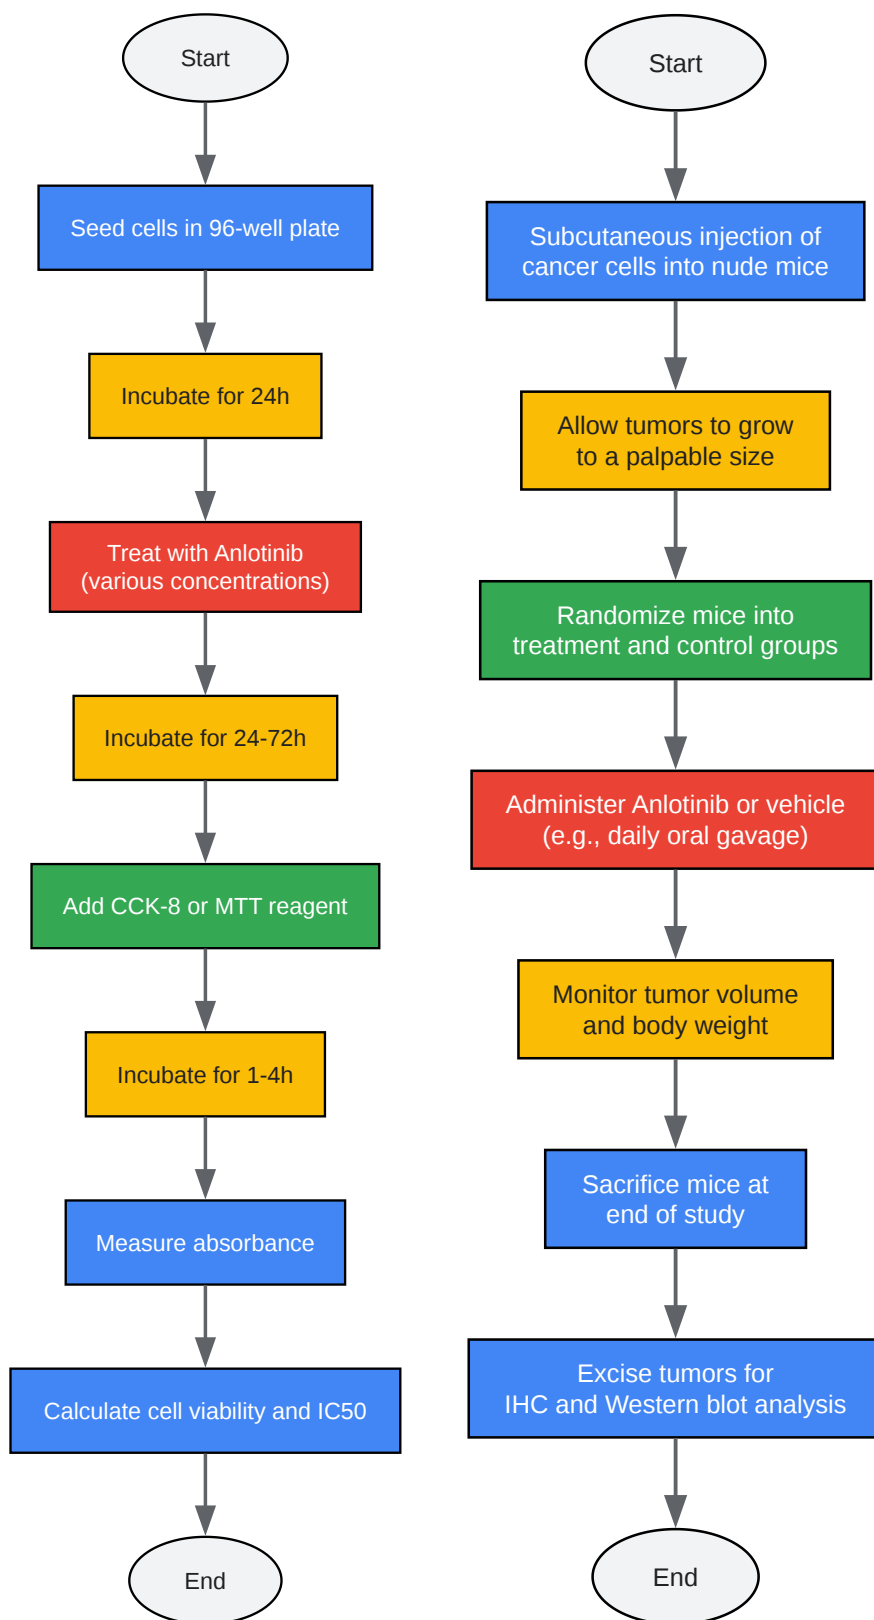 Start
Seed cells in 96-well plate
Incubate for 24h
Treat with Anlotinib
(various concentrations)
Incubate for 24-72h
Add CCK-8 or MTT reagent
Incubate for 1-4h
Measure absorbance
Calculate cell viability and IC50
End
Start
Subcutaneous injection of
cancer cells into nude mice
Allow tumors to grow
to a palpable size
Randomize mice into
treatment and control groups
Administer Anlotinib or vehicle
(e.g., daily oral gavage)
Monitor tumor volume
and body weight
Sacrifice mice at
end of study
Excise tumors for
IHC and Western blot analysis
End